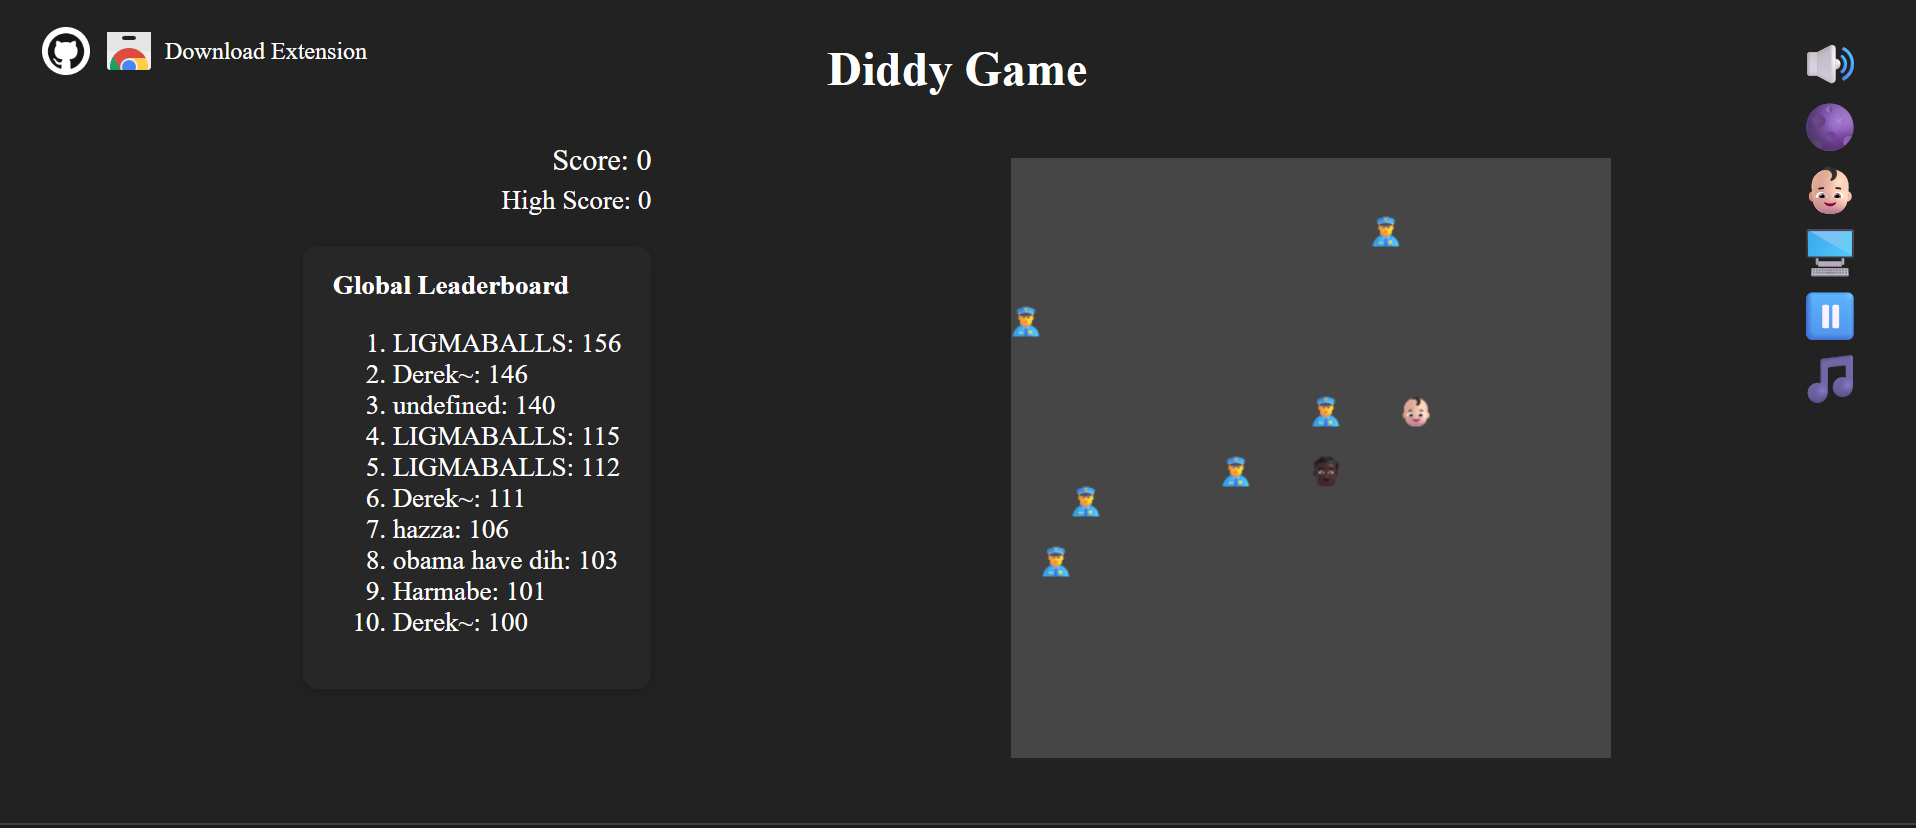 Download Extension
Diddy Game
Score: 0
High Score: 0
Global Leaderboard
1. LIGMABALLS: 156
2. Derek~: 146
3. undefined: 140
4. LIGMABALLS: 115
5. LIGMABALLS: 112
6. Derek~: 111
7. hazza: 106
8. obama have dih: 103
9. Harmabe: 101
10. Derek~: 100